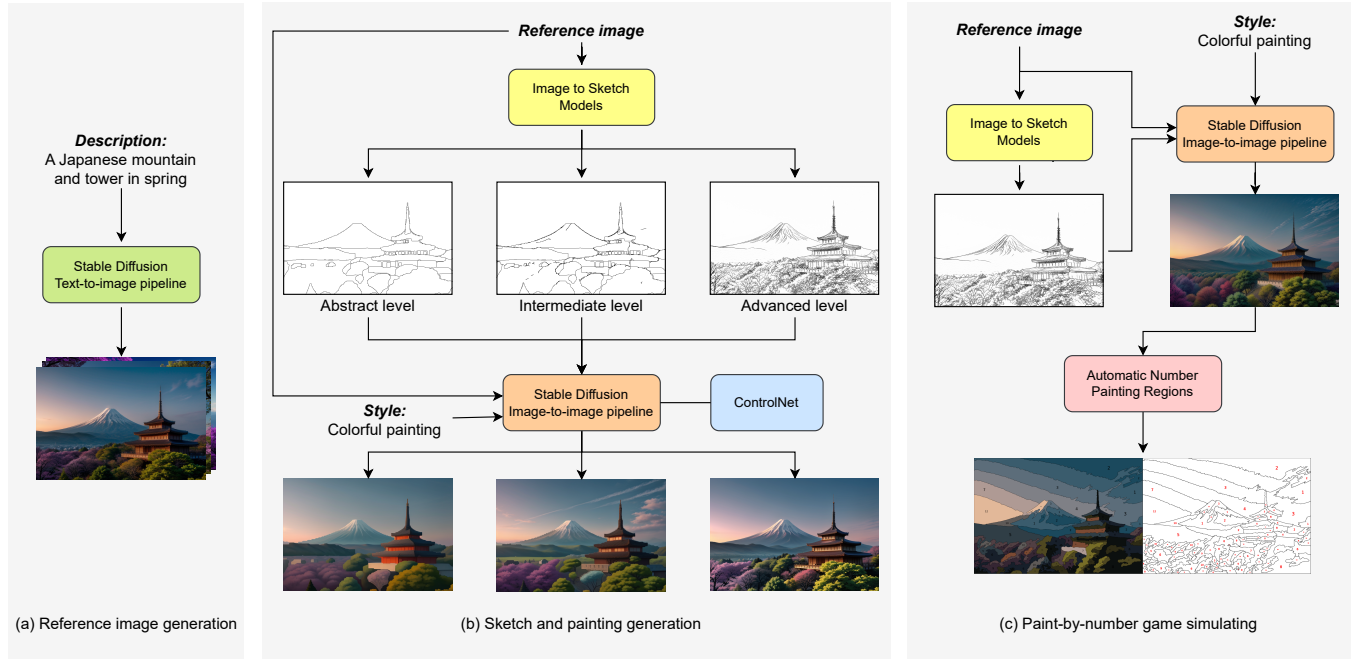 Description:
A Japanese mountain
and tower in spring
Stable Diffusion
Text-to-image pipeline
(a) Reference image generation
Reference image
Image to Sketch
Models
Abstract level
Intermediate level
Advanced level
Stable Diffusion
Image-to-image pipeline
ControlNet
Style:
Colorful painting
(b) Sketch and painting generation
Reference image
Style:
Colorful painting
Image to Sketch
Models
Stable Diffusion
Image-to-image pipeline
Automatic Number
Painting Regions
(c) Paint-by-number game simulating